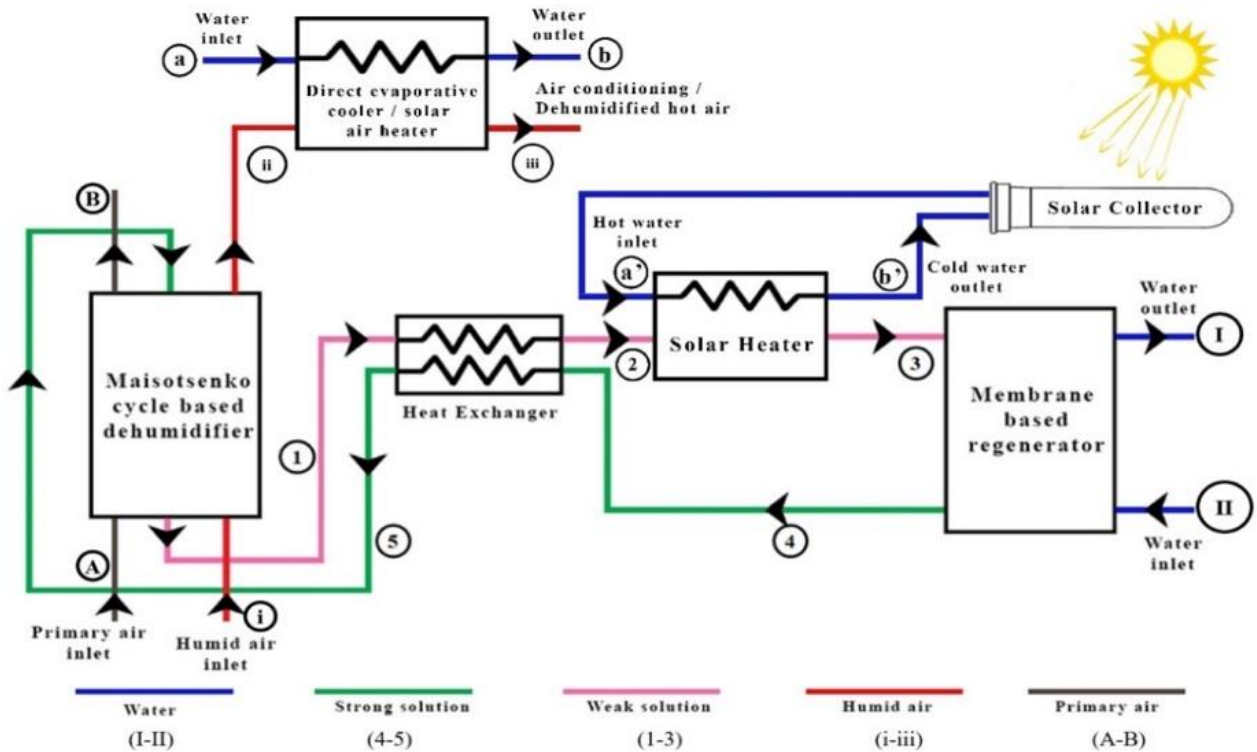 Water
inlet
a
Water
outlet
b
Direct evaporative
cooler / solar
air heater
Air conditioning /
Dehumidified hot air
ii
iii
B
Solar Collector
Hot water
inlet
a’
b’
Cold water
outlet
Water
outlet
I
Maisotsenko
cycle based
dehumidifier
Heat Exchanger
2
Solar Heater
3
Membrane
based
regenerator
1
5
4
II
Water
inlet
A
i
Primary air
inlet
Humid air
inlet
Water
(I-II)
Strong solution
(4-5)
Weak solution
(1-3)
Humid air
(i-iii)
Primary air
(A-B)